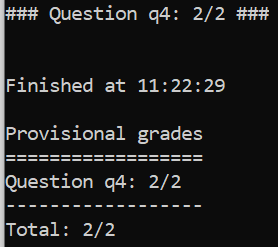 ### Question q4: 2/2 ###
Finished at 11:22:29
Provisional grades
==================
Question q4: 2/2
------------------
Total: 2/2